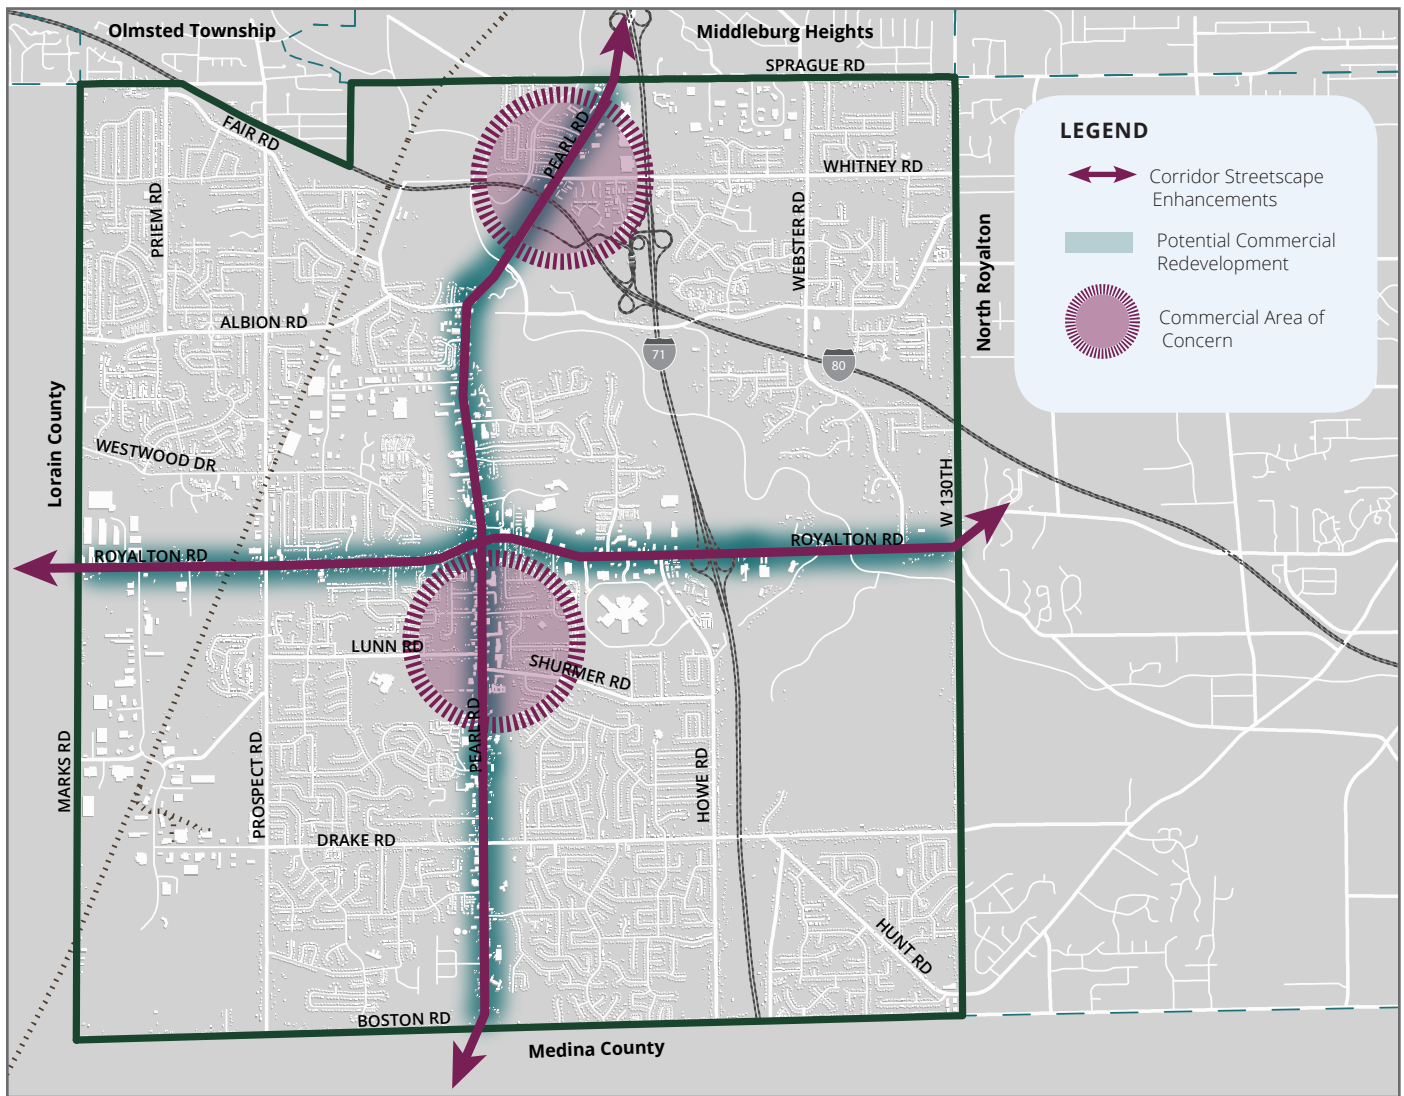 Olmsted Township
Middleburg Heights
SPRAGUE RD
FAIR RD
PEARL RD
WHITNEY RD
PRIEM RD
WEBSTER RD
North Royalton
LEGEND
Corridor Streetscape
Enhancements
Potential Commercial
Redevelopment
Commercial Area of
Concern
ALBION RD
71
80
Lorain County
WESTWOOD DR
W 130TH
ROYALTON RD
ROYALTON RD
LUNN RD
SHURMER RD
PEARL RD
MARKS RD
PROSPECT RD
HOWE RD
DRAKE RD
HUNT RD
BOSTON RD
Medina County